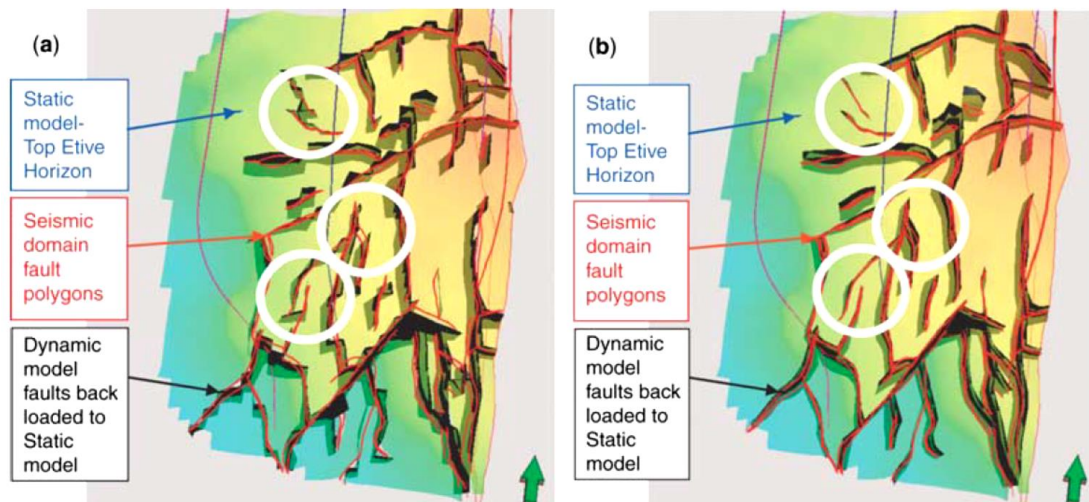 (a)
Static
model-
Top Etive
Horizon
Seismic
domain
fault
polygons
Dynamic
model
faults back
loaded to
Static
model
(b)
Static
model-
Top Etive
Horizon
Seismic
domain
fault
polygons
Dynamic
model
faults back
loaded to
Static
model